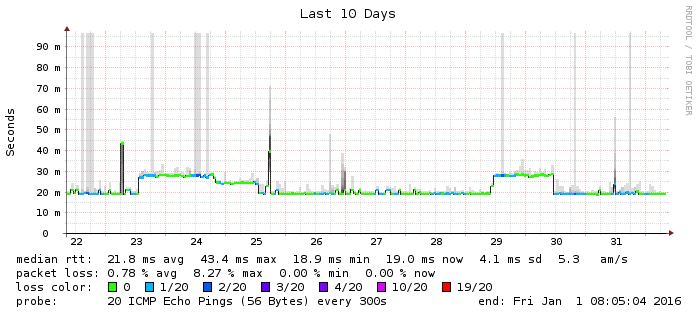 Last 10 Days
RRDTOOL / TOBI OETIKER
Seconds
90 m
80 m
70 m
60 m
50 m
40 m
30 m
20 m
10 m
0
22 23 24 25 26 27 28 29 30 31
median rtt: 21.8 ms avg 43.4 ms max 18.9 ms min 19.0 ms now 4.1 ms sd 5.3 am/s
packet loss: 0.78 % avg 8.27 % max 0.00 % min 0.00 % now
loss color: 0 1/20 2/20 3/20 4/20 10/20 19/20
probe: 20 ICMP Echo Pings (56 Bytes) every 300s end: Fri Jan 1 08:05:04 2016